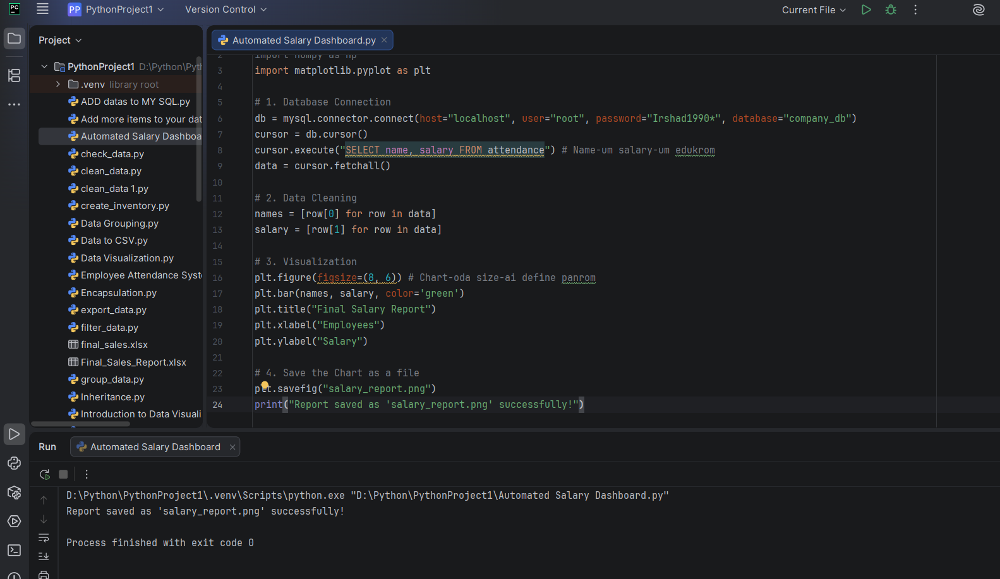 PC
PP PythonProject1
Version Control
Current File
Project
PythonProject1 D:\Python\Pyth
.venv library root
ADD datas to MY SQL.py
Add more items to your dat
Automated Salary Dashboa
check_data.py
clean_data.py
clean_data 1.py
create_inventory.py
Data Grouping.py
Data to CSV.py
Data Visualization.py
Employee Attendance Syst
Encapsulation.py
export_data.py
filter_data.py
final_sales.xlsx
Final_Sales_Report.xlsx
group_data.py
Inheritance.py
Introduction to Data Visuali
Automated Salary Dashboard.py
2 import numpy as np
3 import matplotlib.pyplot as plt
4
5 # 1. Database Connection
6 db = mysql.connector.connect(host="localhost", user="root", password="Irshad1990*", database="company_db")
7 cursor = db.cursor()
8 cursor.execute("SELECT name, salary FROM attendance") # Name-um salary-um edukrom
9 data = cursor.fetchall()
10
11 # 2. Data Cleaning
12 names = [row[0] for row in data]
13 salary = [row[1] for row in data]
14
15 # 3. Visualization
16 plt.figure(figsize=(8, 6)) # Chart-oda size-ai define panrom
17 plt.bar(names, salary, color='green')
18 plt.title("Final Salary Report")
19 plt.xlabel("Employees")
20 plt.ylabel("Salary")
21
22 # 4. Save the Chart as a file
23 plt.savefig("salary_report.png")
24 print("Report saved as 'salary_report.png' successfully!")
Run
Automated Salary Dashboard
D:\Python\PythonProject1\.venv\Scripts\python.exe "D:\Python\PythonProject1\Automated Salary Dashboard.py"
Report saved as 'salary_report.png' successfully!
Process finished with exit code 0